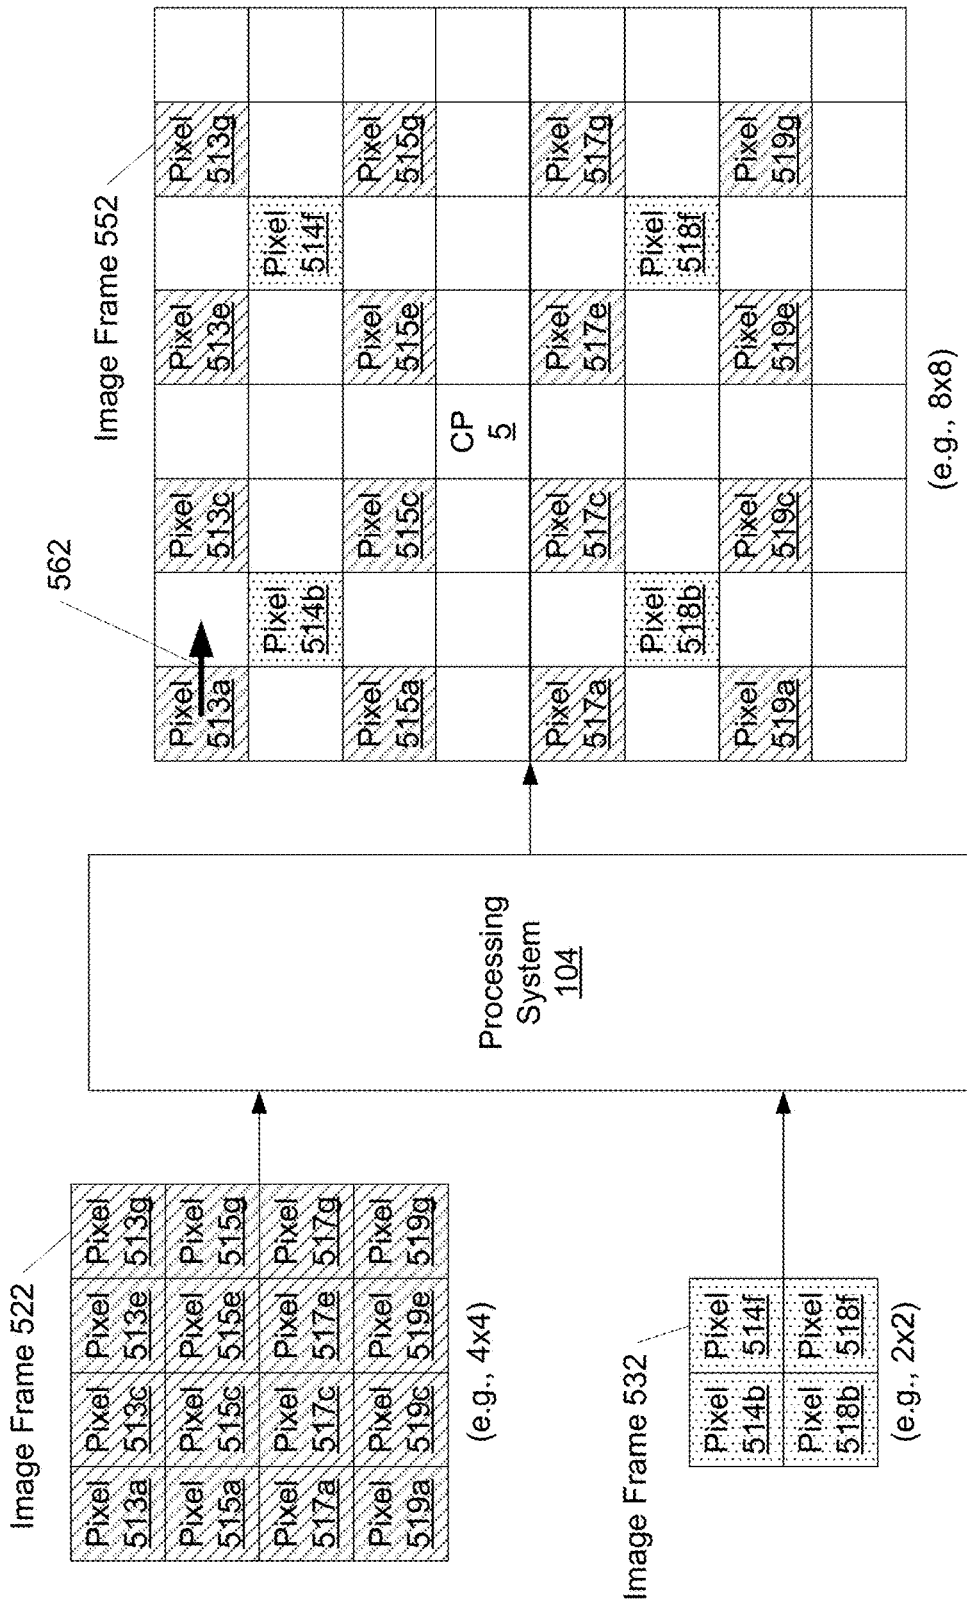 Image Frame 522
Pixel 513a
Pixel 513c
Pixel 513e
Pixel 513g
Pixel 515a
Pixel 515c
Pixel 515e
Pixel 515g
Pixel 517a
Pixel 517c
Pixel 517e
Pixel 517g
Pixel 519a
Pixel 519c
Pixel 519e
Pixel 519g
(e.g., 4x4)
Image Frame 532
Pixel 514b
Pixel 514f
Pixel 518b
Pixel 518f
(e.g., 2x2)
Processing
System
104
562
Image Frame 552
Pixel 513a
Pixel 513c
Pixel 513e
Pixel 513g
Pixel 514b
Pixel 514f
Pixel 515a
Pixel 515c
Pixel 515e
Pixel 515g
CP
5
Pixel 517a
Pixel 517c
Pixel 517e
Pixel 517g
Pixel 518b
Pixel 518f
Pixel 519a
Pixel 519c
Pixel 519e
Pixel 519g
(e.g., 8x8)